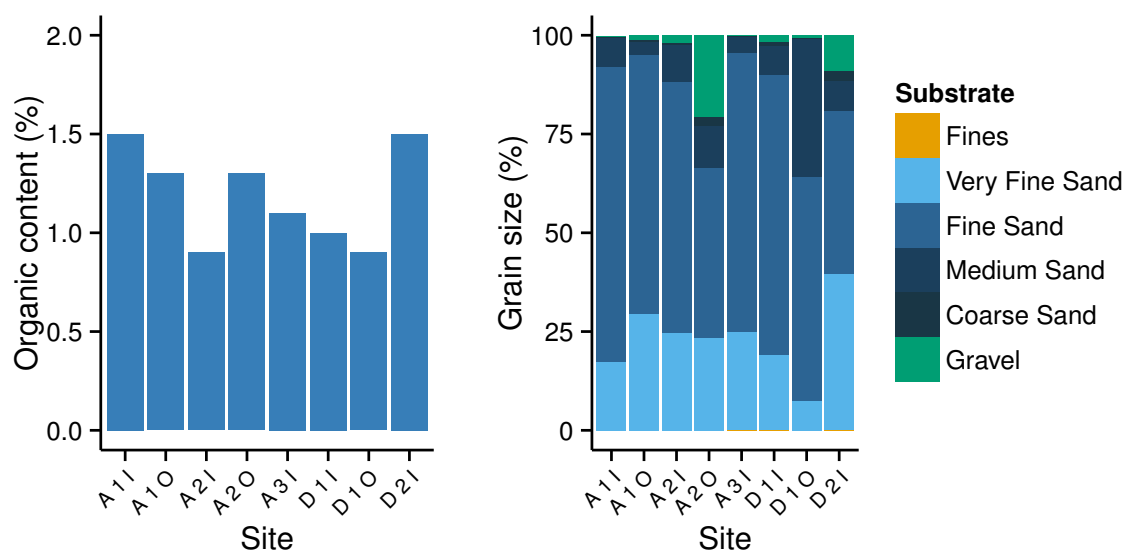 Organic content (%)
2.0
1.5
1.0
0.5
0.0
A1I
A1O
A2I
A2O
A3I
D1I
D1O
D2I
Site
Grain size (%)
100
75
50
25
0
A1I
A1O
A2I
A2O
A3I
D1I
D1O
D2I
Site
Substrate
Fines
Very Fine Sand
Fine Sand
Medium Sand
Coarse Sand
Gravel